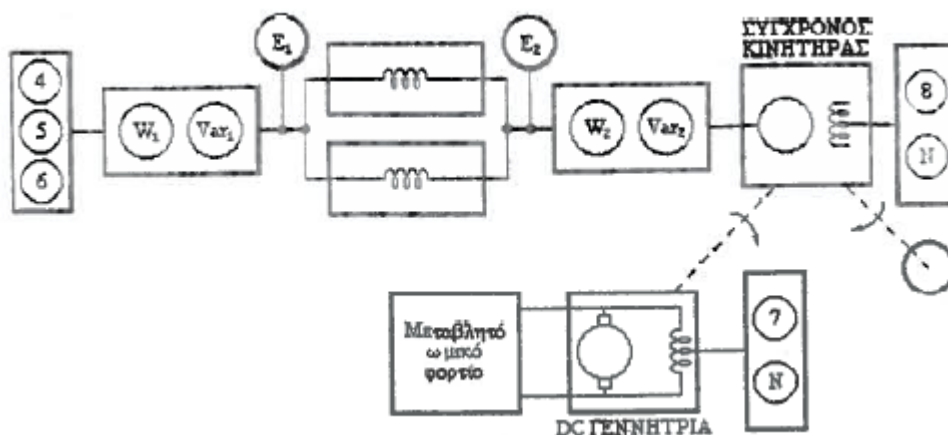 ΣΥΓΧΡΟΝΟΣ
ΚΙΝΗΤΗΡΑΣ
E₁
E₂
4
5
6
W₁
Var₁
W₂
Var₂
8
N
Μεταβλητό
ωμικό
φορτίο
7
N
DC ΓΕΝΝΗΤΡΙΑ